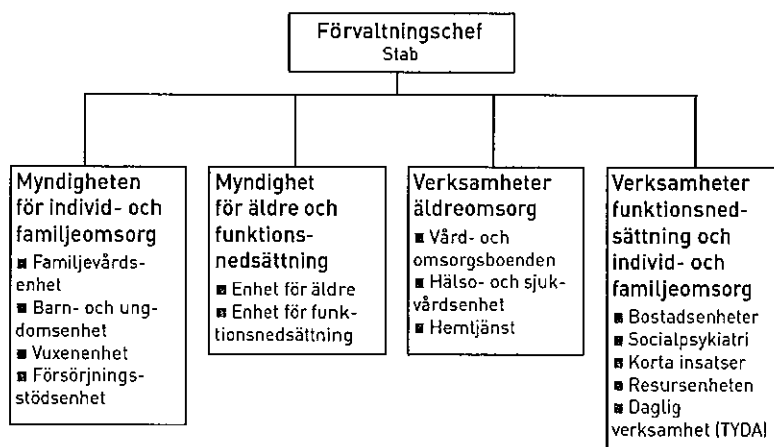 Förvaltningschef
Stab
Myndigheten
för individ- och
familjeomsorg
■ Familjevårds-
enhet
■ Barn- och ung-
domsenhet
■ Vuxenenhet
■ Försörjnings-
stödsenhet
Myndighet
för äldre och
funktions-
nedsättning
■ Enhet för äldre
■ Enhet för funk-
tionsnedsättning
Verksamheter
äldreomsorg
■ Vård- och
omsorgsboenden
■ Hälso- och sjuk-
vårdsenhet
■ Hemtjänst
Verksamheter
funktionsned-
sättning och
individ- och
familjeomsorg
■ Bostadsenheter
■ Socialpsykiatri
■ Korta insatser
■ Resursenheten
■ Daglig
verksamhet (TYDA)